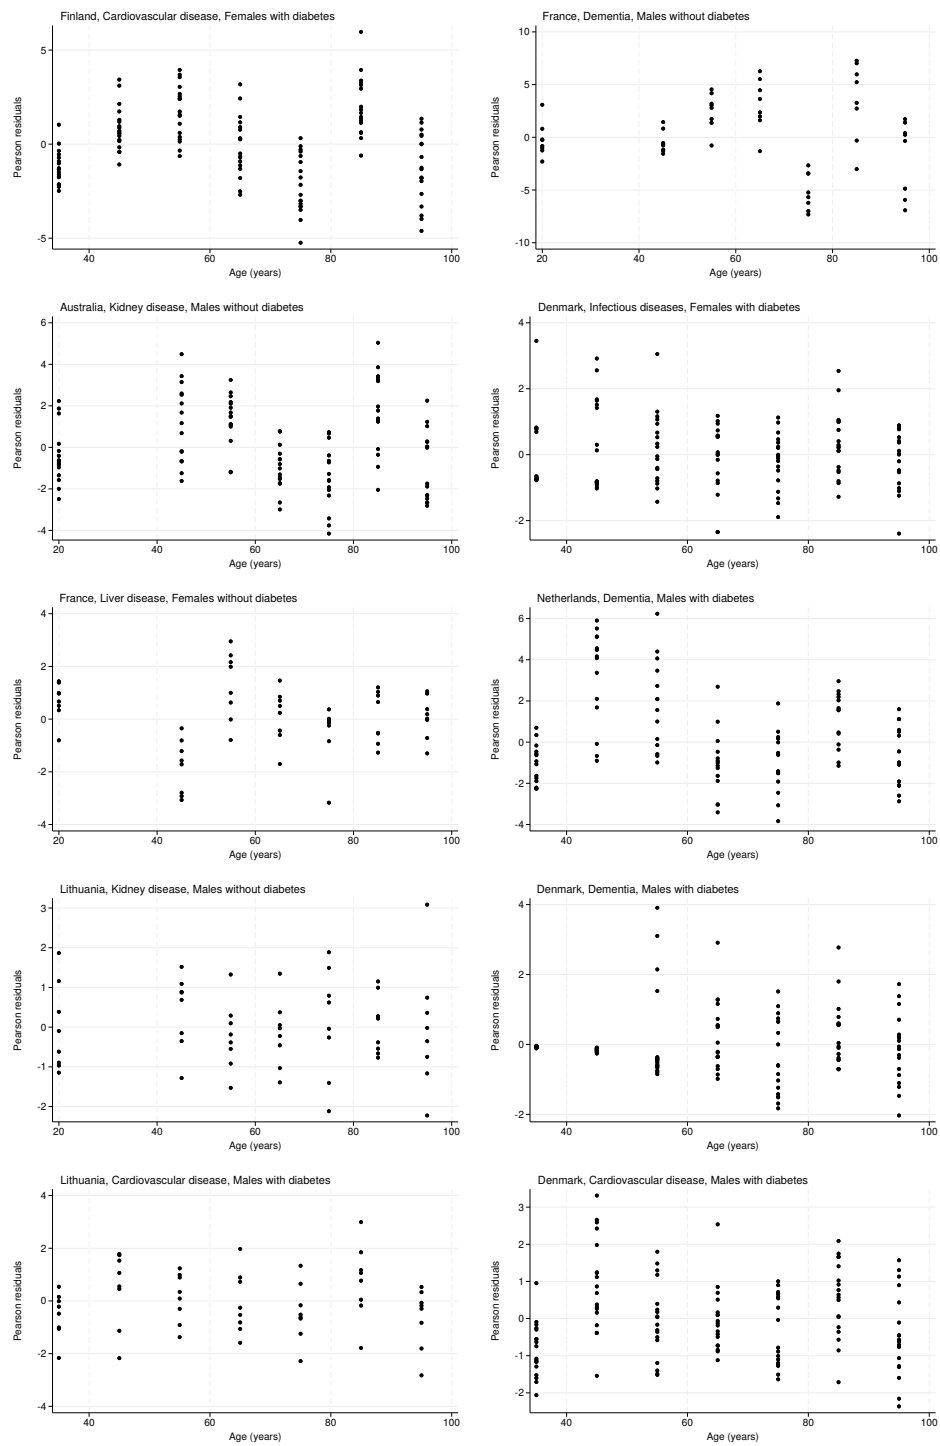 Finland, Cardiovascular disease, Females with diabetes
Pearson residuals
5
0
-5
40 60 80 100
Age (years)
France, Dementia, Males without diabetes
Pearson residuals
10
5
0
-5
-10
20 40 60 80 100
Age (years)
Australia, Kidney disease, Males without diabetes
Pearson residuals
6
4
2
0
-2
-4
20 40 60 80 100
Age (years)
Denmark, Infectious diseases, Females with diabetes
Pearson residuals
4
2
0
-2
40 60 80 100
Age (years)
France, Liver disease, Females without diabetes
Pearson residuals
4
2
0
-2
-4
20 40 60 80 100
Age (years)
Netherlands, Dementia, Males with diabetes
Pearson residuals
6
4
2
0
-2
-4
40 60 80 100
Age (years)
Lithuania, Kidney disease, Males without diabetes
Pearson residuals
3
2
1
0
-1
-2
20 40 60 80 100
Age (years)
Denmark, Dementia, Males with diabetes
Pearson residuals
4
2
0
-2
40 60 80 100
Age (years)
Lithuania, Cardiovascular disease, Males with diabetes
Pearson residuals
4
2
0
-2
-4
40 60 80 100
Age (years)
Denmark, Cardiovascular disease, Males with diabetes
Pearson residuals
3
2
1
0
-1
-2
40 60 80 100
Age (years)